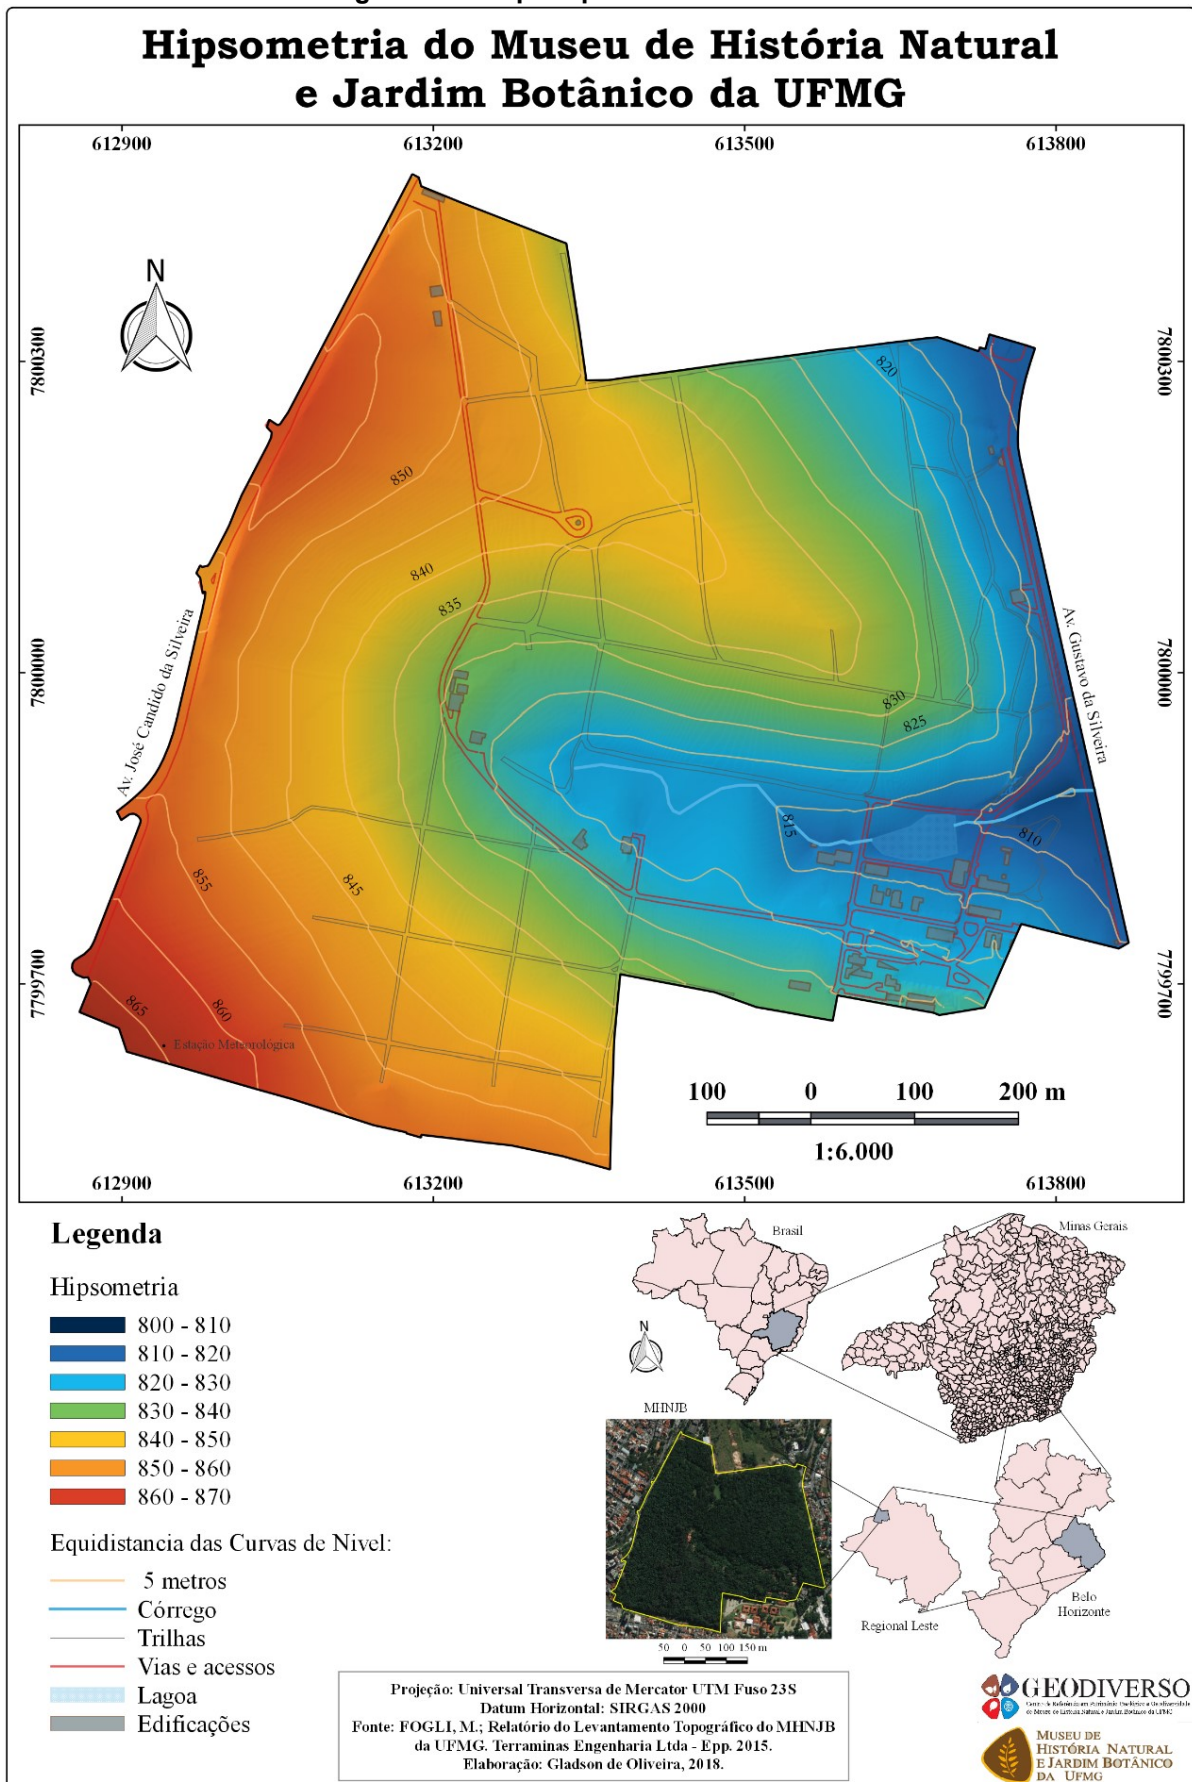 Hipsometria do Museu de História Natural
e Jardim Botânico da UFMG
612900 613200 613500 613800
N
7800300 7800300
820
850
840
835
7800000 7800000
Av. José Candido da Silveira
Av. Gustavo da Silveira
830
825
815
810
855
845
7799700 7799700
865
860
Estação Meteorológica
100 0 100 200 m
1:6.000
612900 613200 613500 613800
Legenda
Hipsometria
800 - 810
810 - 820
820 - 830
830 - 840
840 - 850
850 - 860
860 - 870
Equidistancia das Curvas de Nivel:
5 metros
Córrego
Trilhas
Vias e acessos
Lagoa
Edificações
Brasil
Minas Gerais
N
MHNJB
50 0 50 100 150 m
Regional Leste
Belo
Horizonte
Projeção: Universal Transversa de Mercator UTM Fuso 23S
Datum Horizontal: SIRGAS 2000
Fonte: FOGLI, M.; Relatório do Levantamento Topográfico do MHNJB
da UFMG. Terraminas Engenharia Ltda - Epp. 2015.
Elaboração: Gladson de Oliveira, 2018.
GEODIVERSO
MUSEU DE
HISTÓRIA NATURAL
E JARDIM BOTÂNICO
DA UFMG